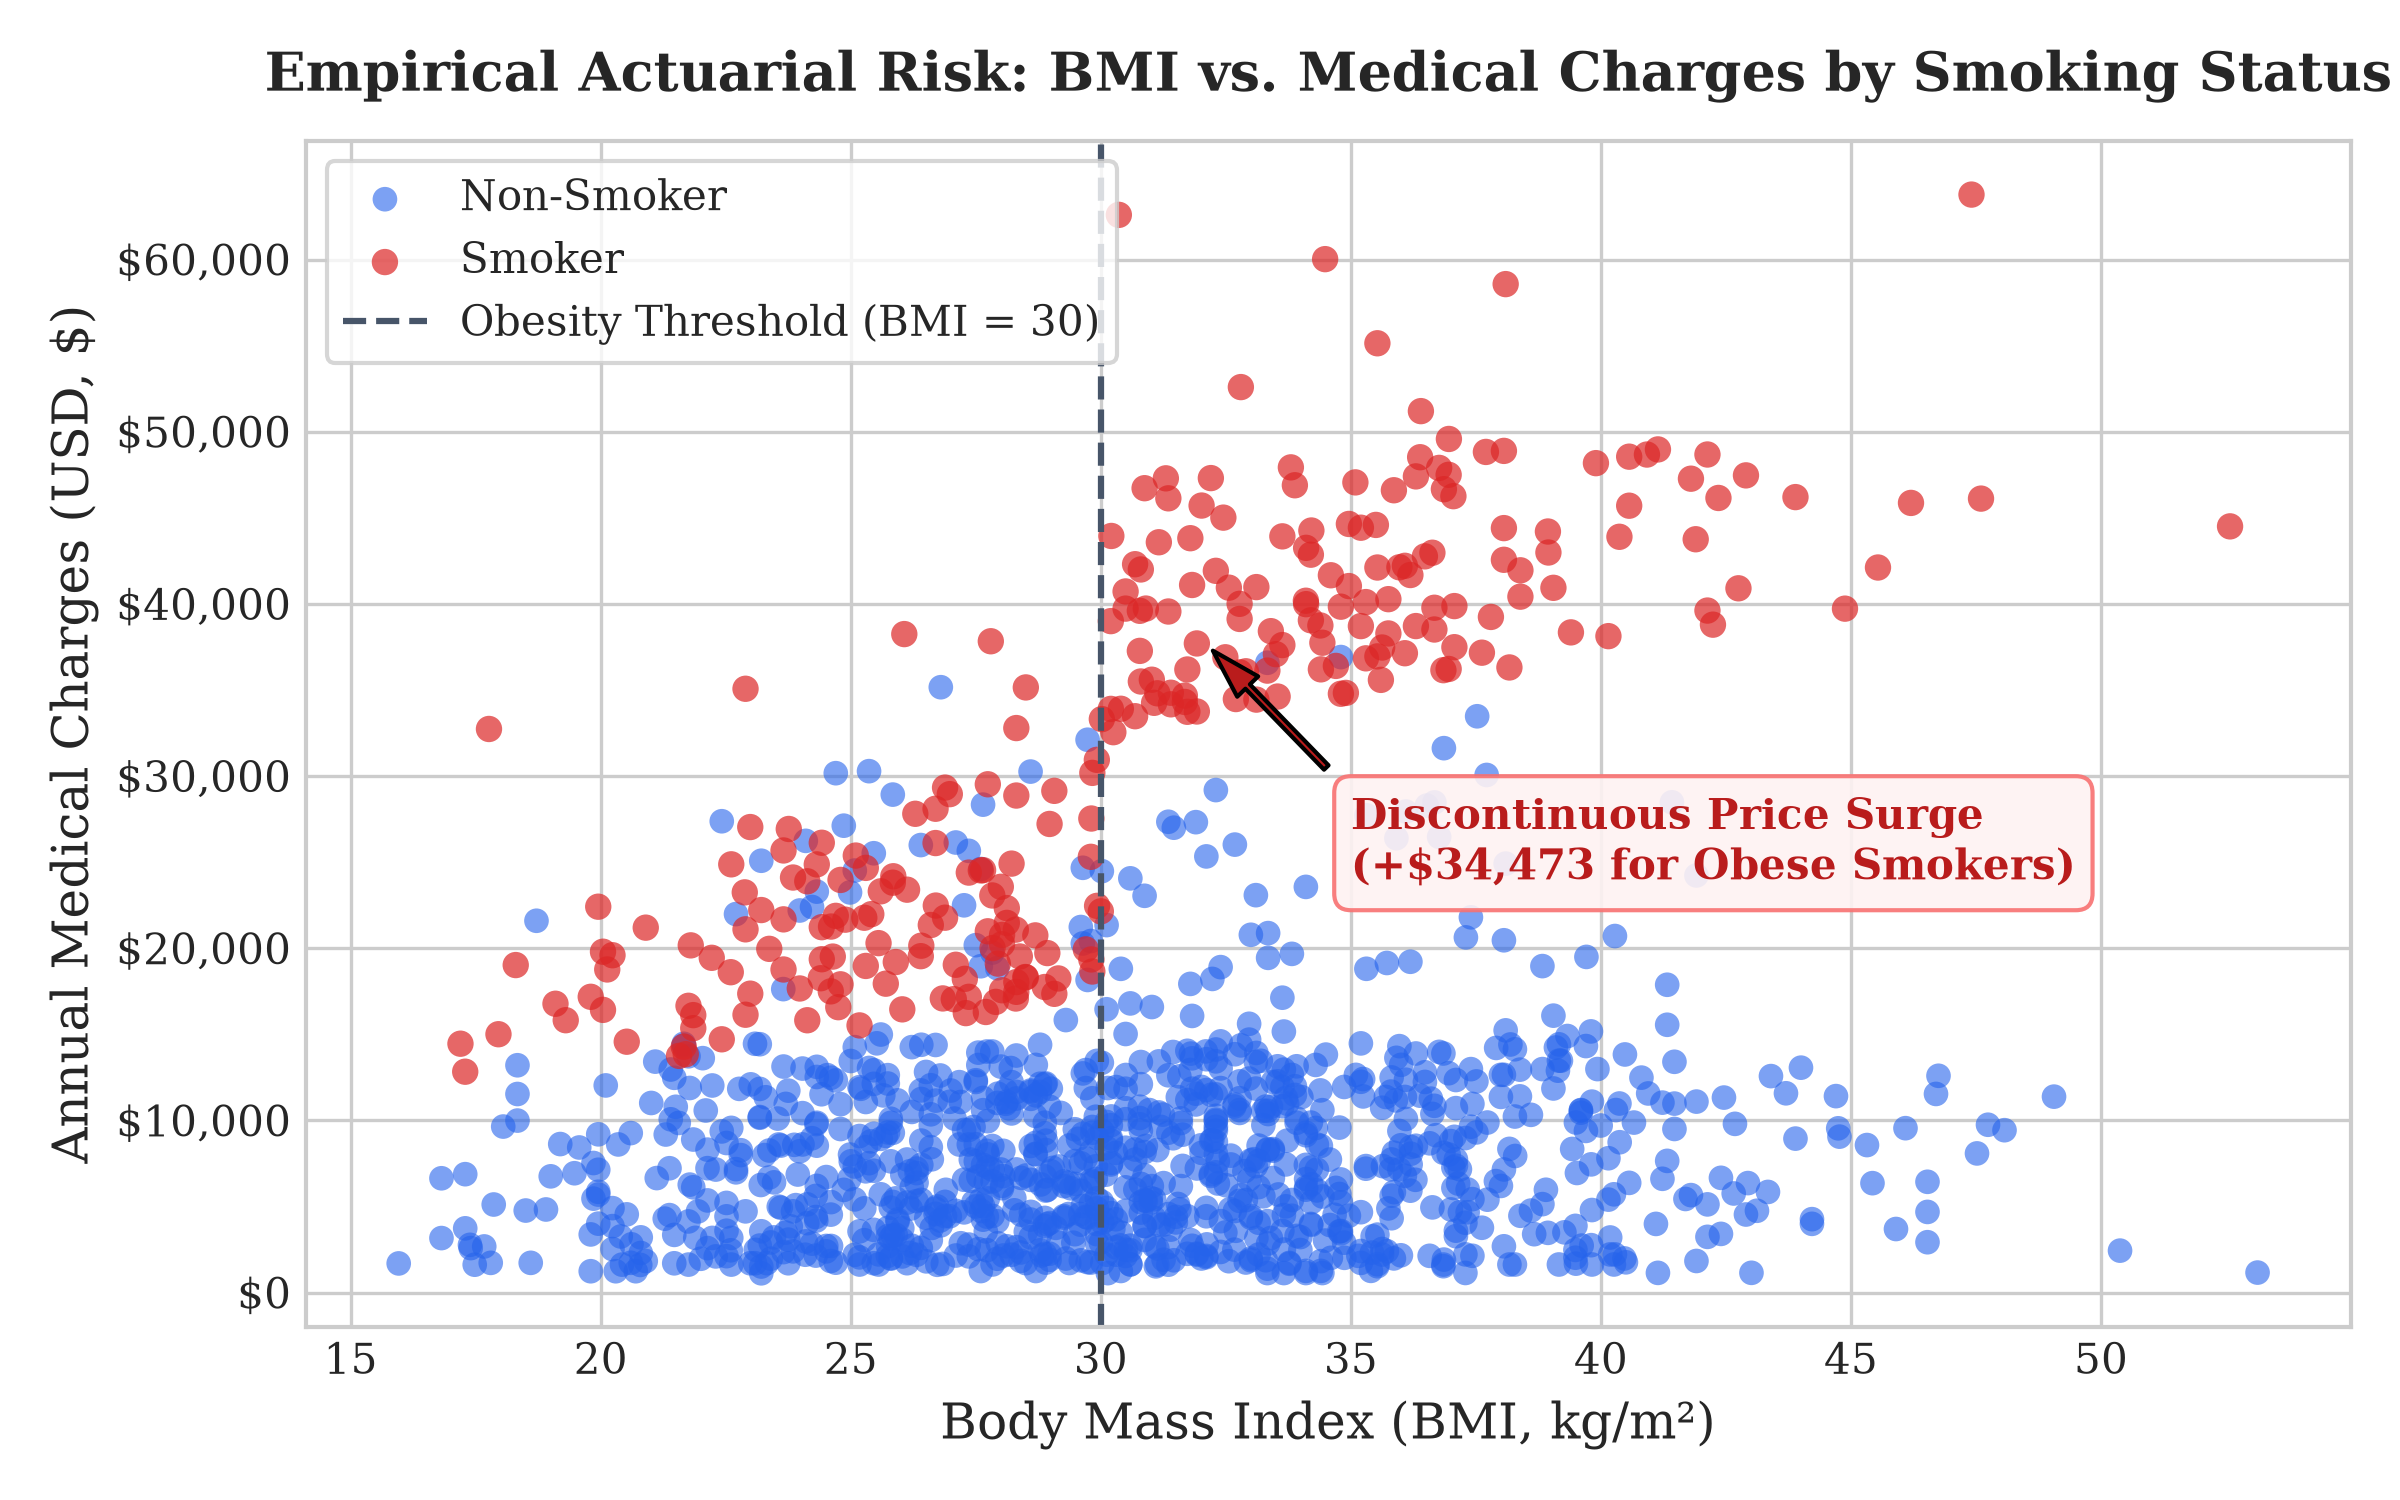 Empirical Actuarial Risk: BMI vs. Medical Charges by Smoking Status
Non-Smoker
Smoker
Obesity Threshold (BMI = 30)
Annual Medical Charges (USD, $)
$60,000
$50,000
$40,000
$30,000
$20,000
$10,000
$0
Discontinuous Price Surge
(+$34,473 for Obese Smokers)
15 20 25 30 35 40 45 50
Body Mass Index (BMI, kg/m²)